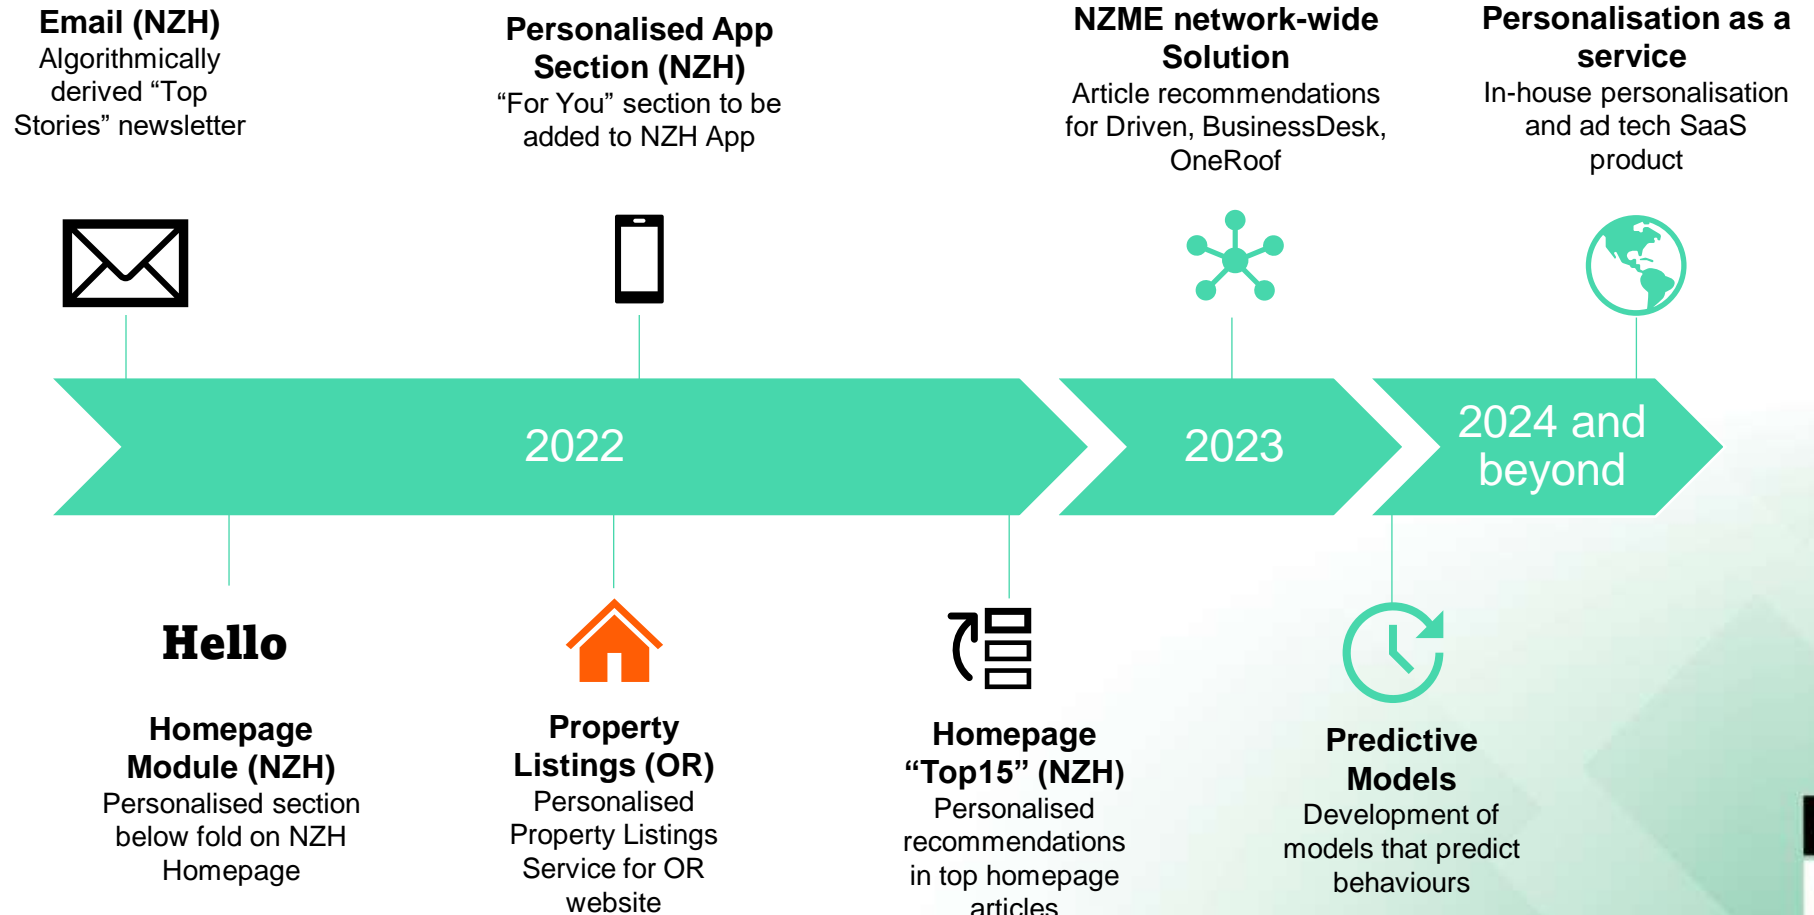 Email (NZH)
Algorithmically
derived “Top
Stories” newsletter
Personalised App
Section (NZH)
“For You” section to be
added to NZH App
NZME network-wide
Solution
Article recommendations
for Driven, BusinessDesk,
OneRoof
Personalisation as a
service
In-house personalisation
and ad tech SaaS
product
2022
2023
2024 and
beyond
Hello
Homepage
Module (NZH)
Personalised section
below fold on NZH
Homepage
Property
Listings (OR)
Personalised
Property Listings
Service for OR
website
Homepage
“Top15” (NZH)
Personalised
recommendations
in top homepage
articles
Predictive
Models
Development of
models that predict
behaviours